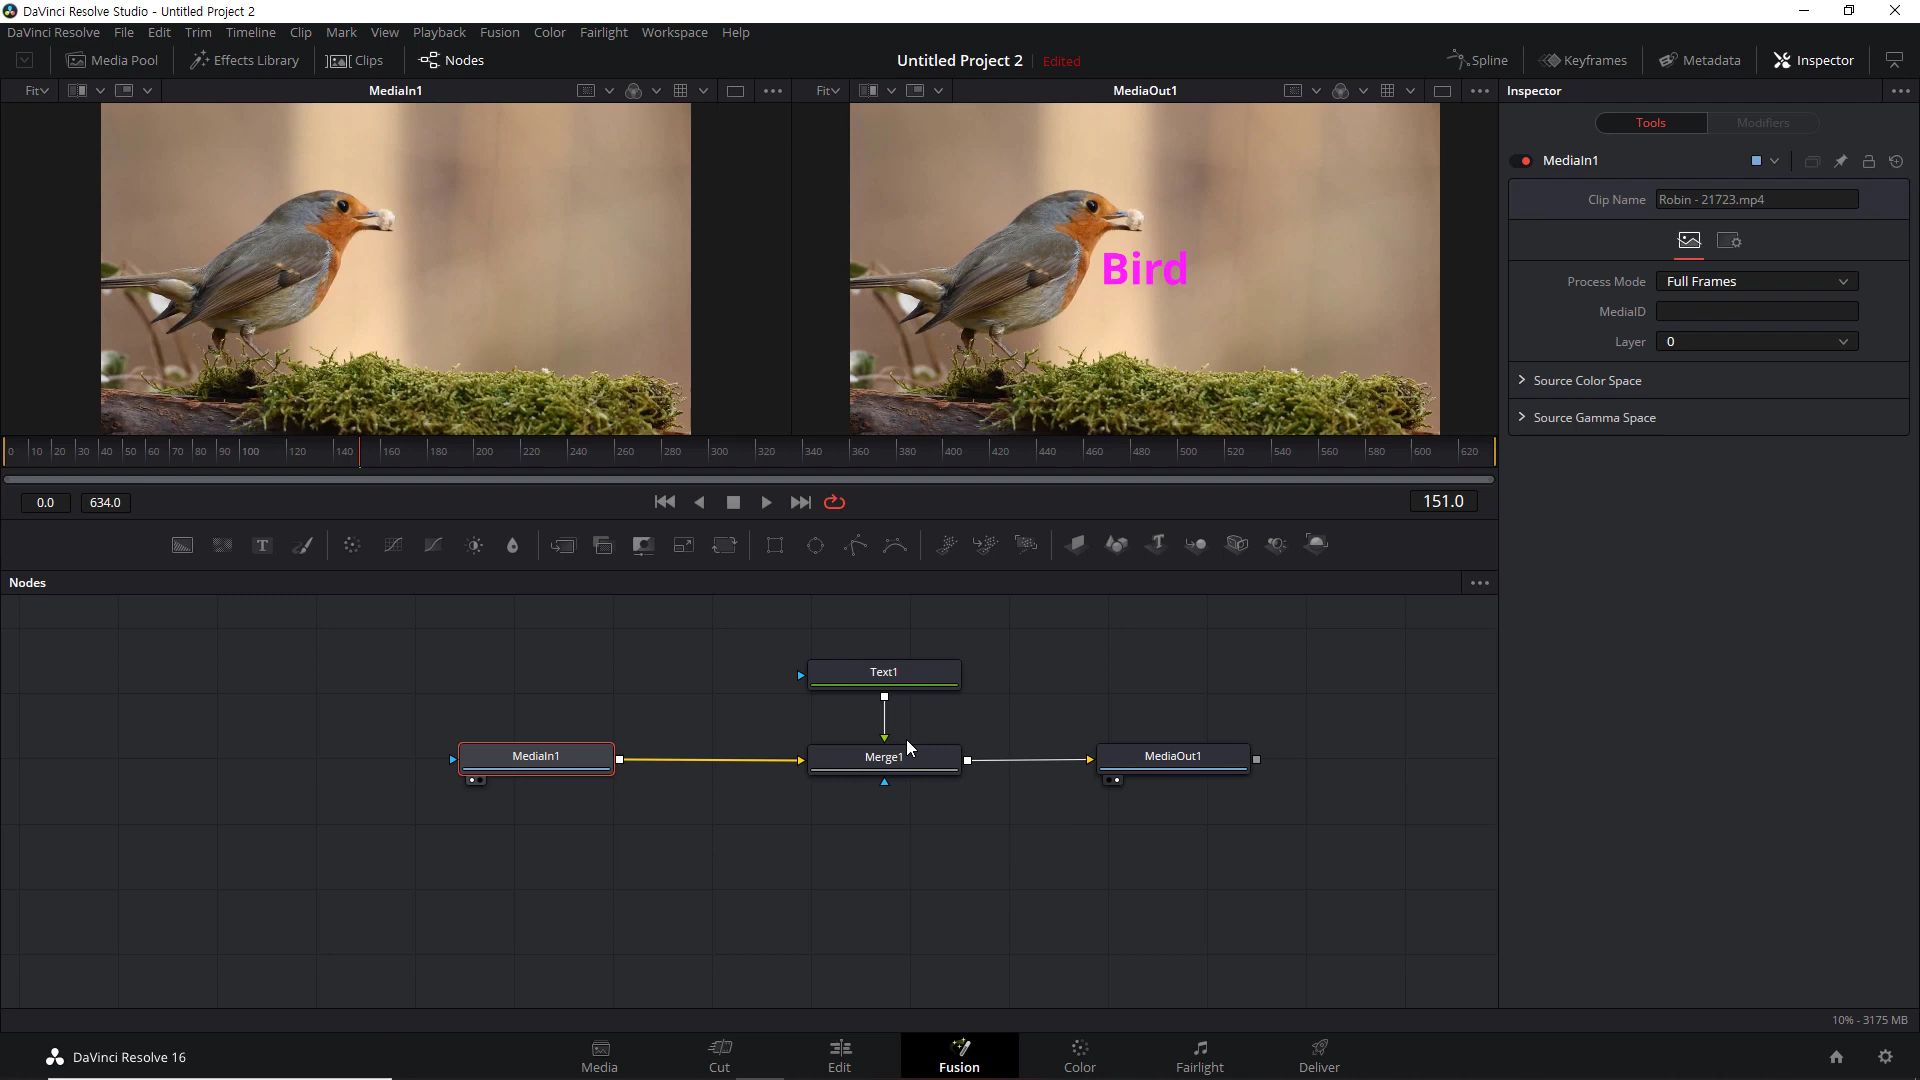 DaVinci Resolve Studio - Untitled Project 2
DaVinci Resolve File Edit Trim Timeline Clip Mark View Playback Fusion Color Fairlight Workspace Help
Media Pool Effects Library Clips Nodes Untitled Project 2 Edited Spline Keyframes Metadata Inspector
Fit MediaIn1 Fit MediaOut1 Inspector
Tools Modifiers
MediaIn1
Clip Name Robin - 21723.mp4
Bird
Process Mode Full Frames
MediaID
Layer 0
Source Color Space
Source Gamma Space
0 10 20 30 40 50 60 70 80 90 100 120 140 160 180 200 220 240 260 280 300 320 340 360 380 400 420 440 460 480 500 520 540 560 580 600 620
0.0 634.0 151.0
T T
Nodes
Text1
MediaIn1 Merge1 MediaOut1
10% - 3175 MB
DaVinci Resolve 16 Media Cut Edit Fusion Color Fairlight Deliver